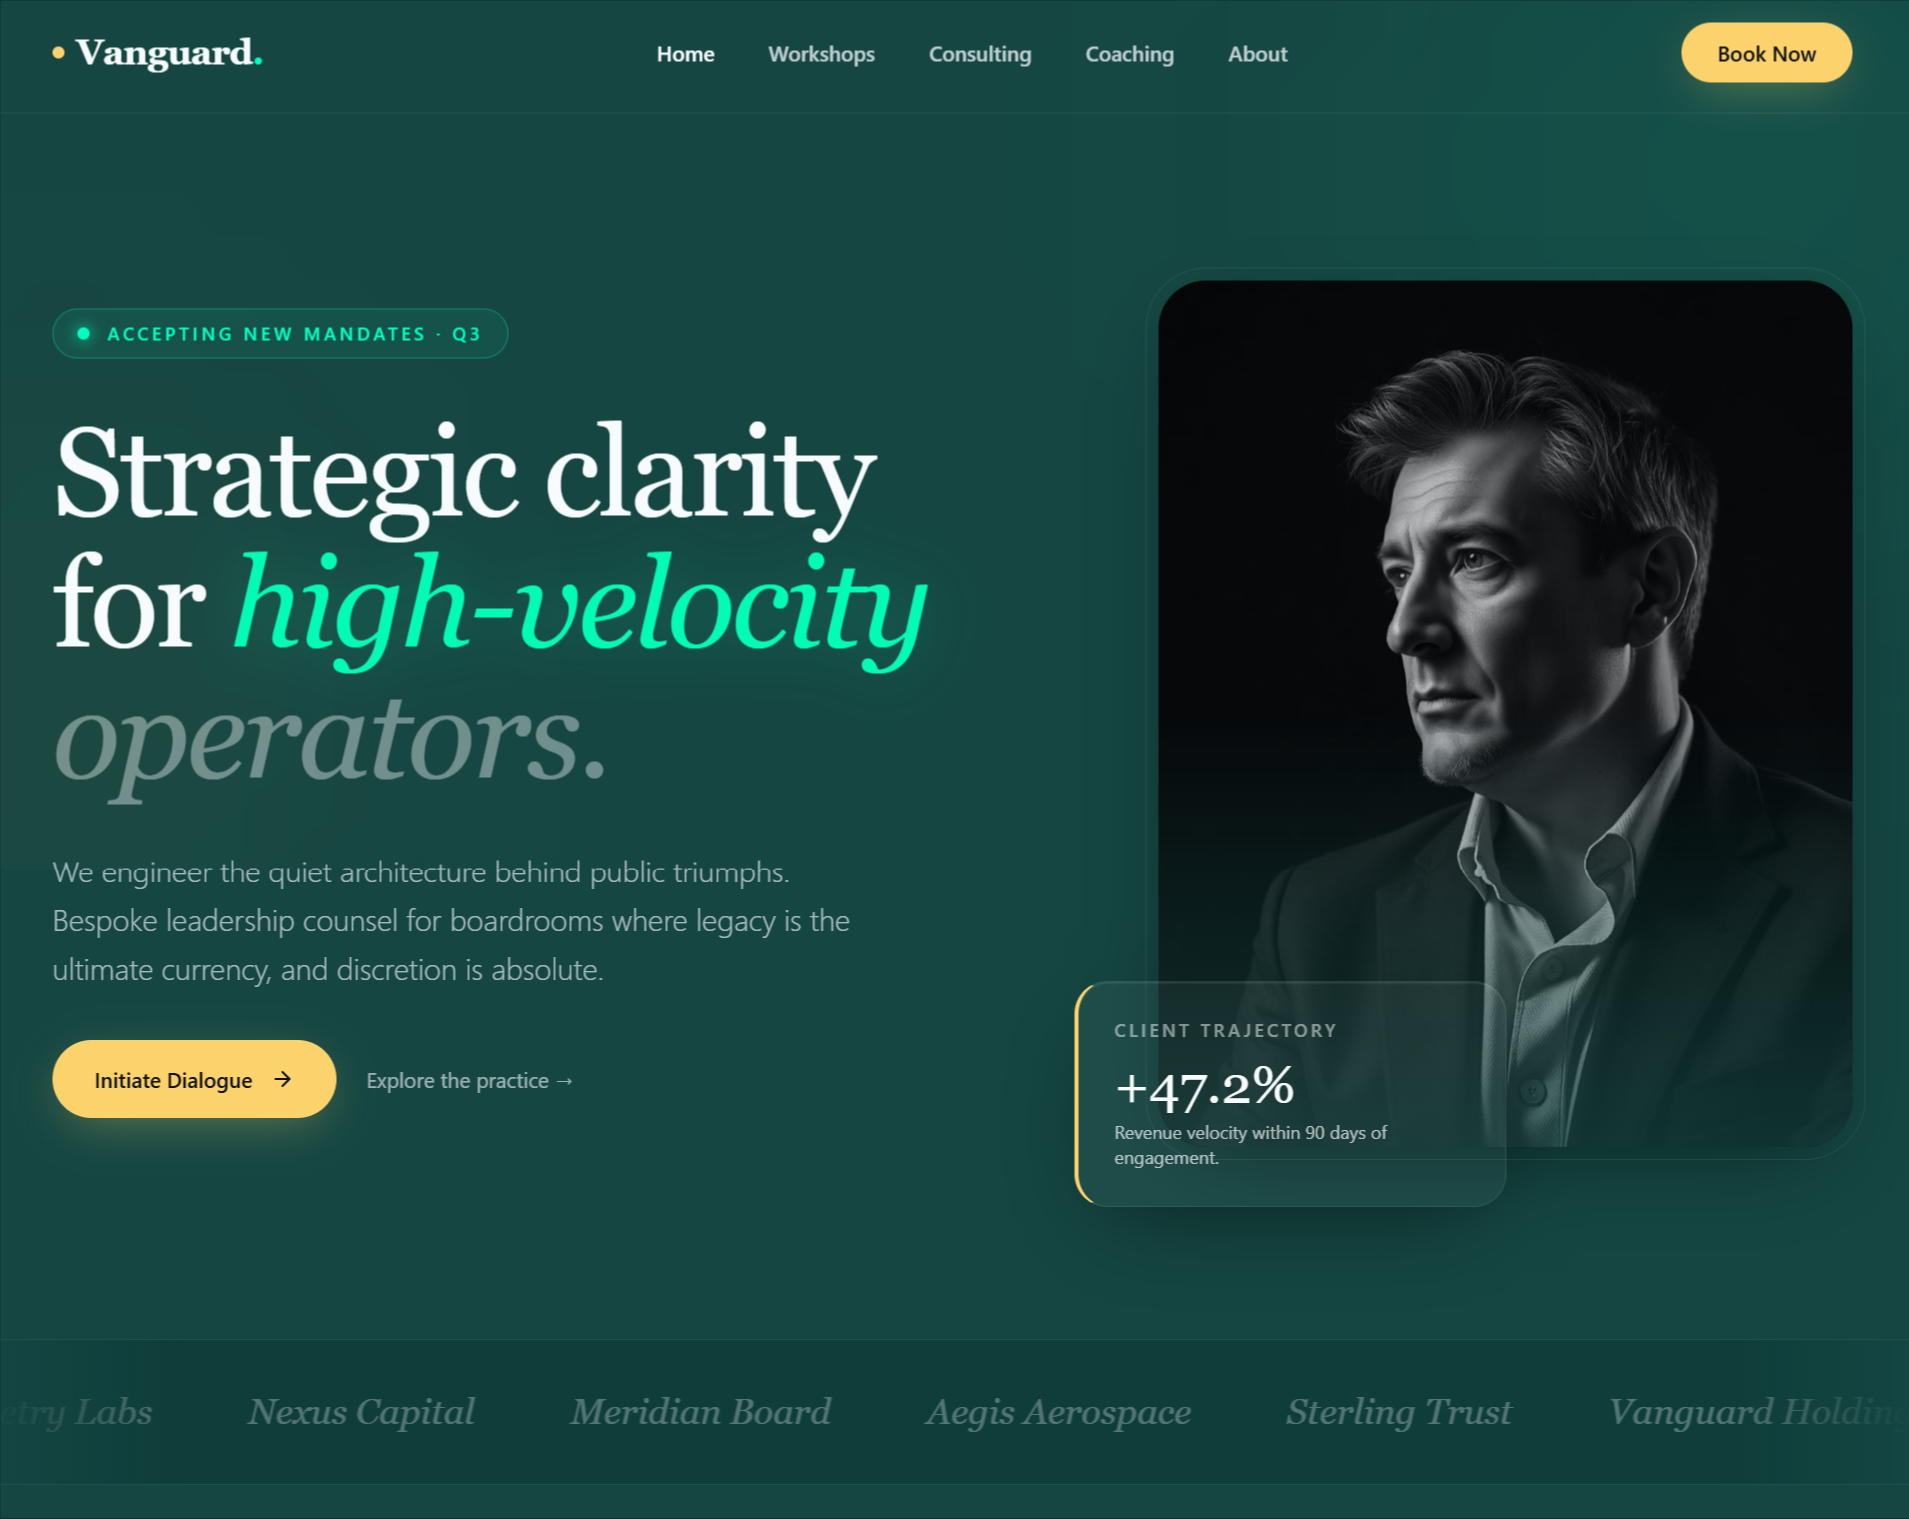 Vanguard.
Home Workshops Consulting Coaching About
Book Now
ACCEPTING NEW MANDATES · Q3
Strategic clarity
for high-velocity
operators.
We engineer the quiet architecture behind public triumphs.
Bespoke leadership counsel for boardrooms where legacy is the
ultimate currency, and discretion is absolute.
Initiate Dialogue →
Explore the practice →
CLIENT TRAJECTORY
+47.2%
Revenue velocity within 90 days of
engagement.
Labs Nexus Capital Meridian Board Aegis Aerospace Sterling Trust Vanguard